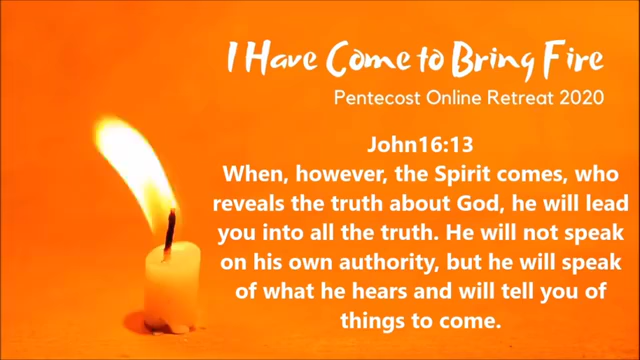 I Have Come to Bring Fire
Pentecost Online Retreat 2020
John16:13
When, however, the Spirit comes, who
reveals the truth about God, he will lead
you into all the truth. He will not speak
on his own authority, but he will speak
of what he hears and will tell you of
things to come.